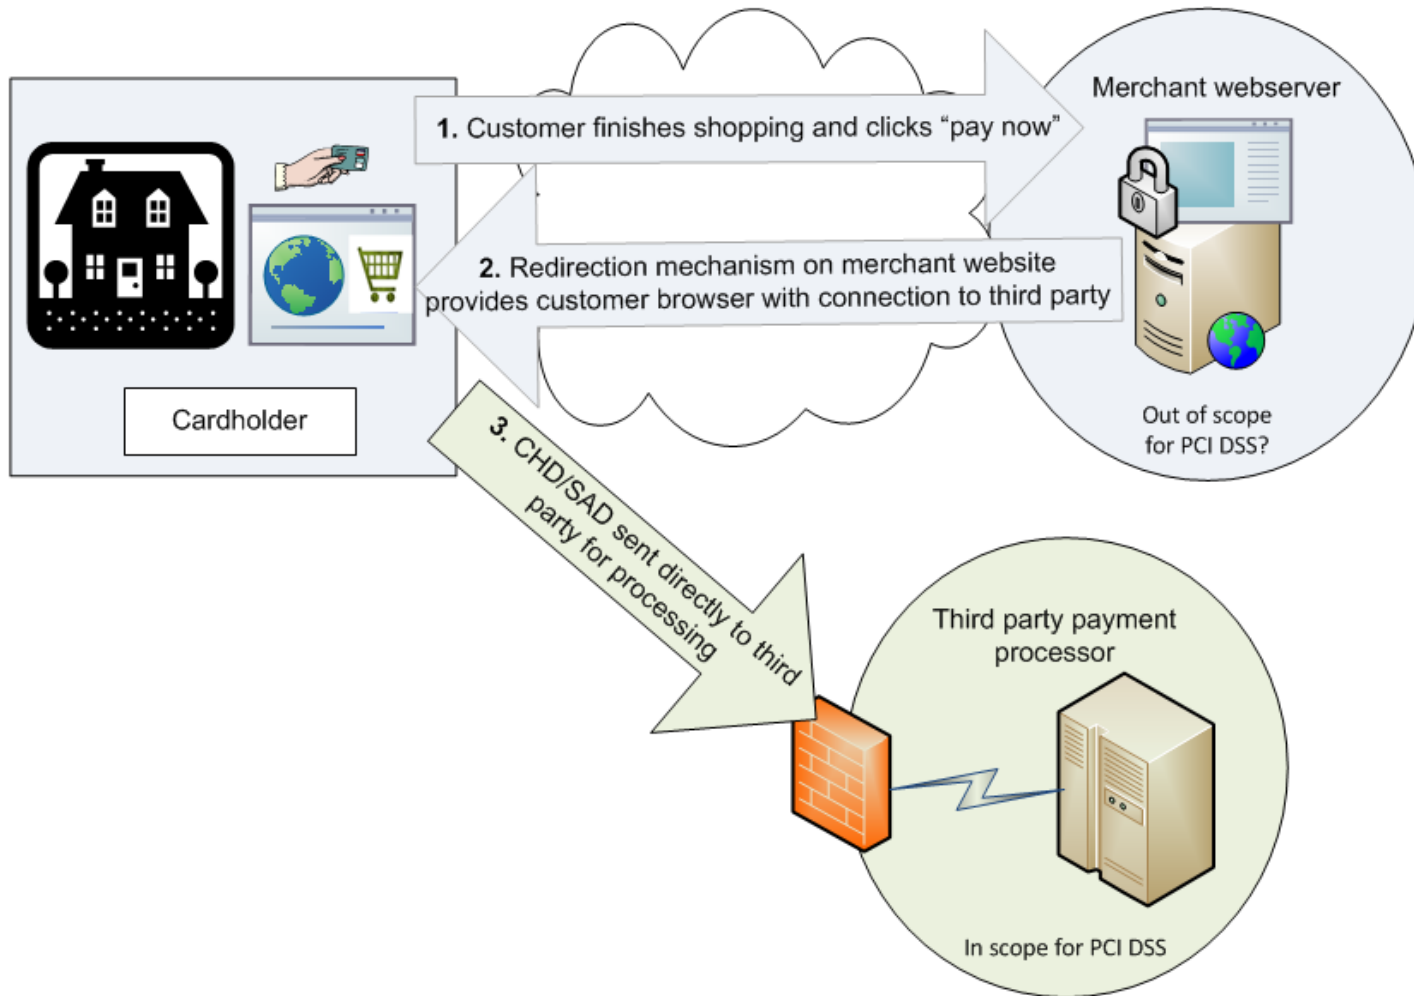 1. Customer finishes shopping and clicks “pay now”
Merchant webserver
2. Redirection mechanism on merchant website
provides customer browser with connection to third party
Cardholder
Out of scope
for PCI DSS?
3. CHD/SAD sent directly to third
party for processing
Third party payment
processor
In scope for PCI DSS